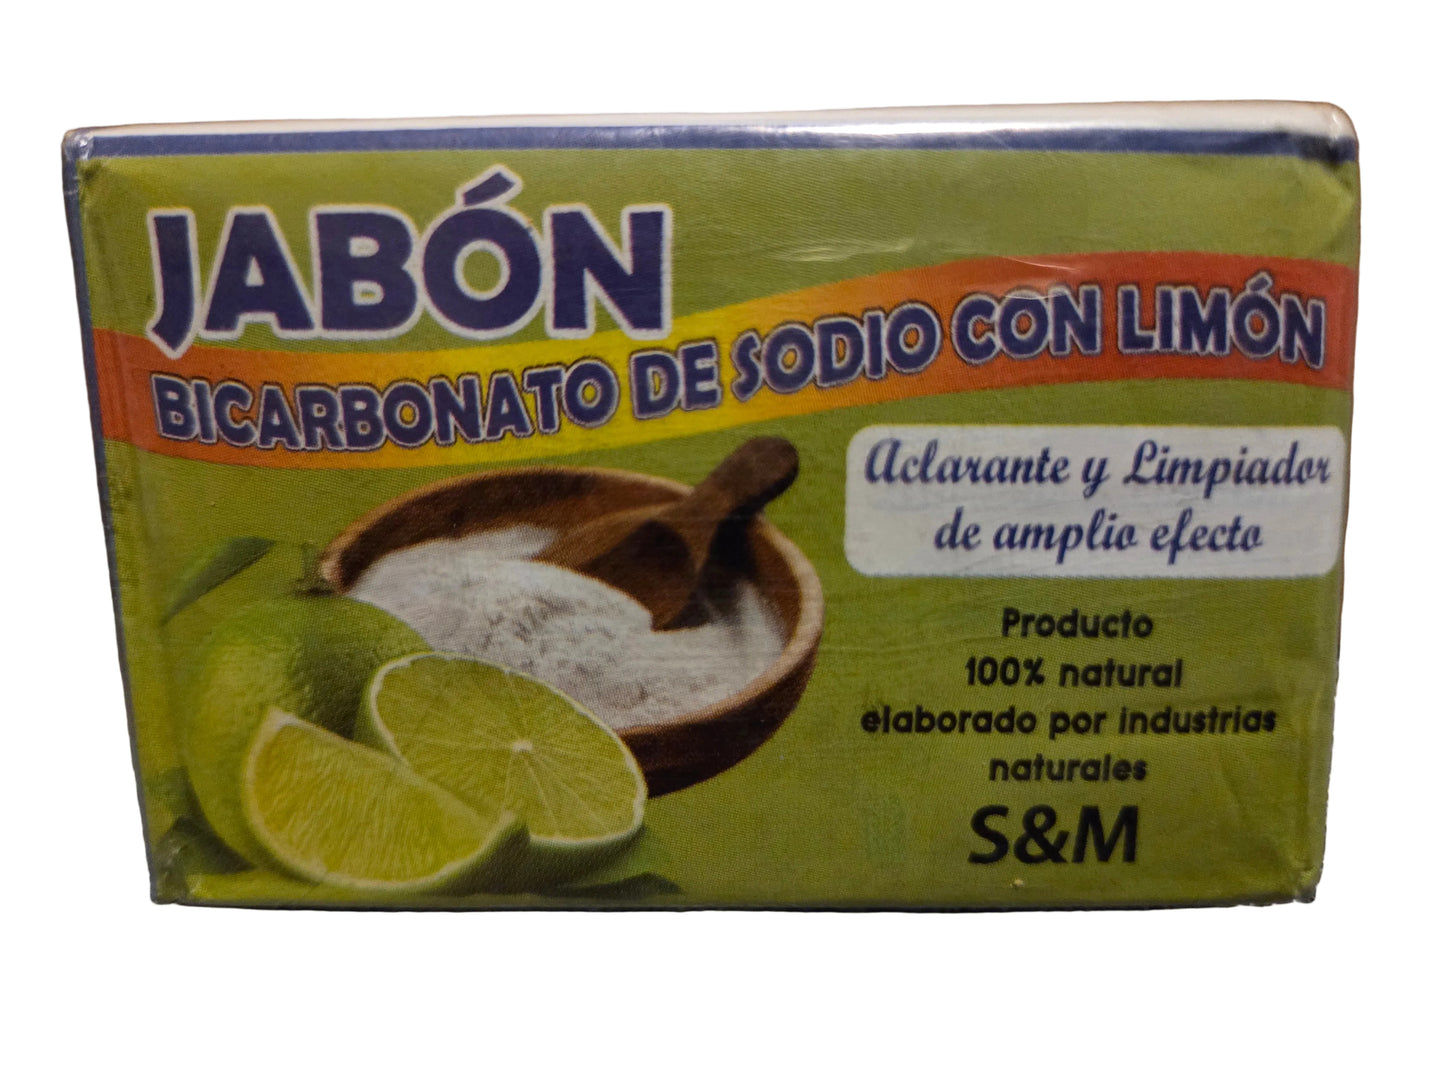 JABÓN
BICARBONATO DE SODIO CON LIMÓN
Aclarante y Limpiador
de amplio efecto
Producto
100% natural
elaborado por industrias
naturales
S&M